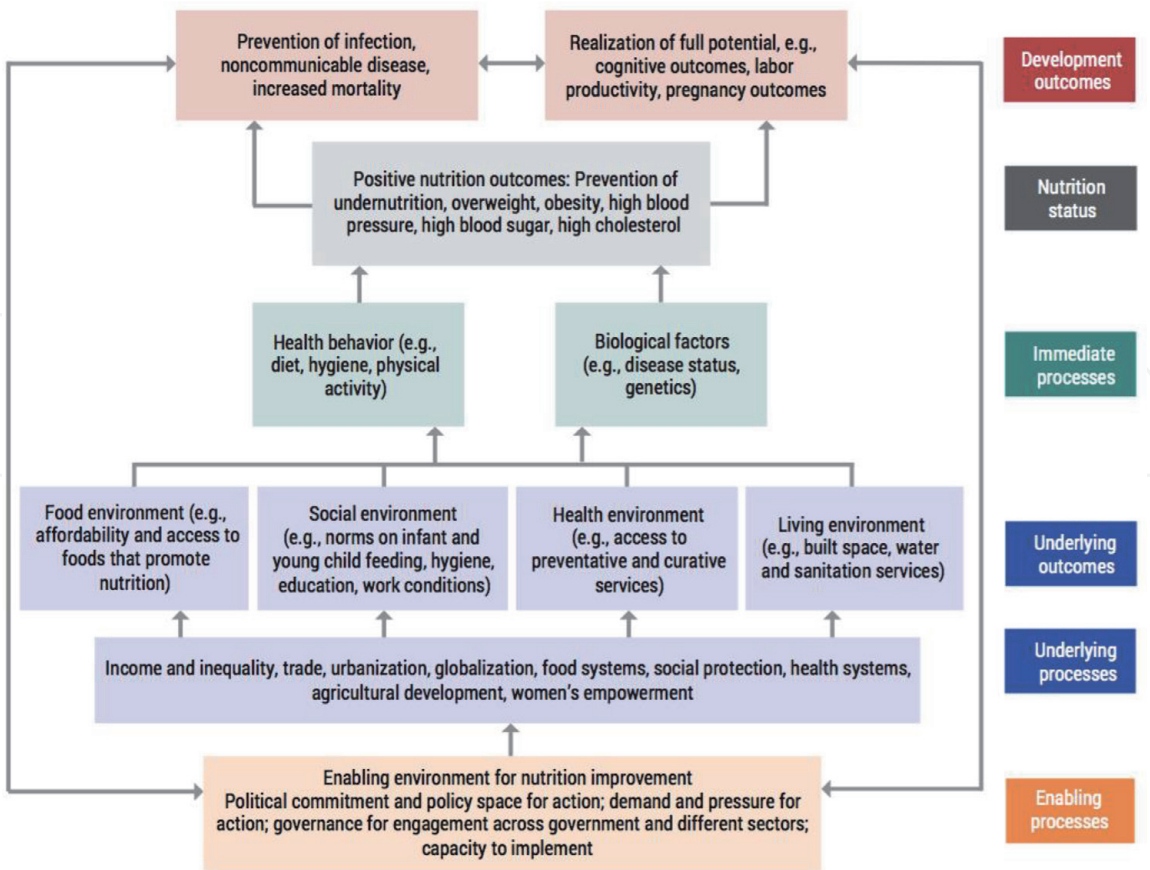 Prevention of infection,
noncommunicable disease,
increased mortality
Realization of full potential, e.g.,
cognitive outcomes, labor
productivity, pregnancy outcomes
Development
outcomes
Positive nutrition outcomes: Prevention of
undernutrition, overweight, obesity, high blood
pressure, high blood sugar, high cholesterol
Nutrition
status
Health behavior (e.g.,
diet, hygiene, physical
activity)
Biological factors
(e.g., disease status,
genetics)
Immediate
processes
Food environment (e.g.,
affordability and access to
foods that promote
nutrition)
Social environment
(e.g., norms on infant and
young child feeding, hygiene,
education, work conditions)
Health environment
(e.g., access to
preventative and curative
services)
Living environment
(e.g., built space, water
and sanitation services)
Underlying
outcomes
Income and inequality, trade, urbanization, globalization, food systems, social protection, health systems,
agricultural development, women's empowerment
Underlying
processes
Enabling environment for nutrition improvement
Political commitment and policy space for action; demand and pressure for
action; governance for engagement across government and different sectors;
capacity to implement
Enabling
processes